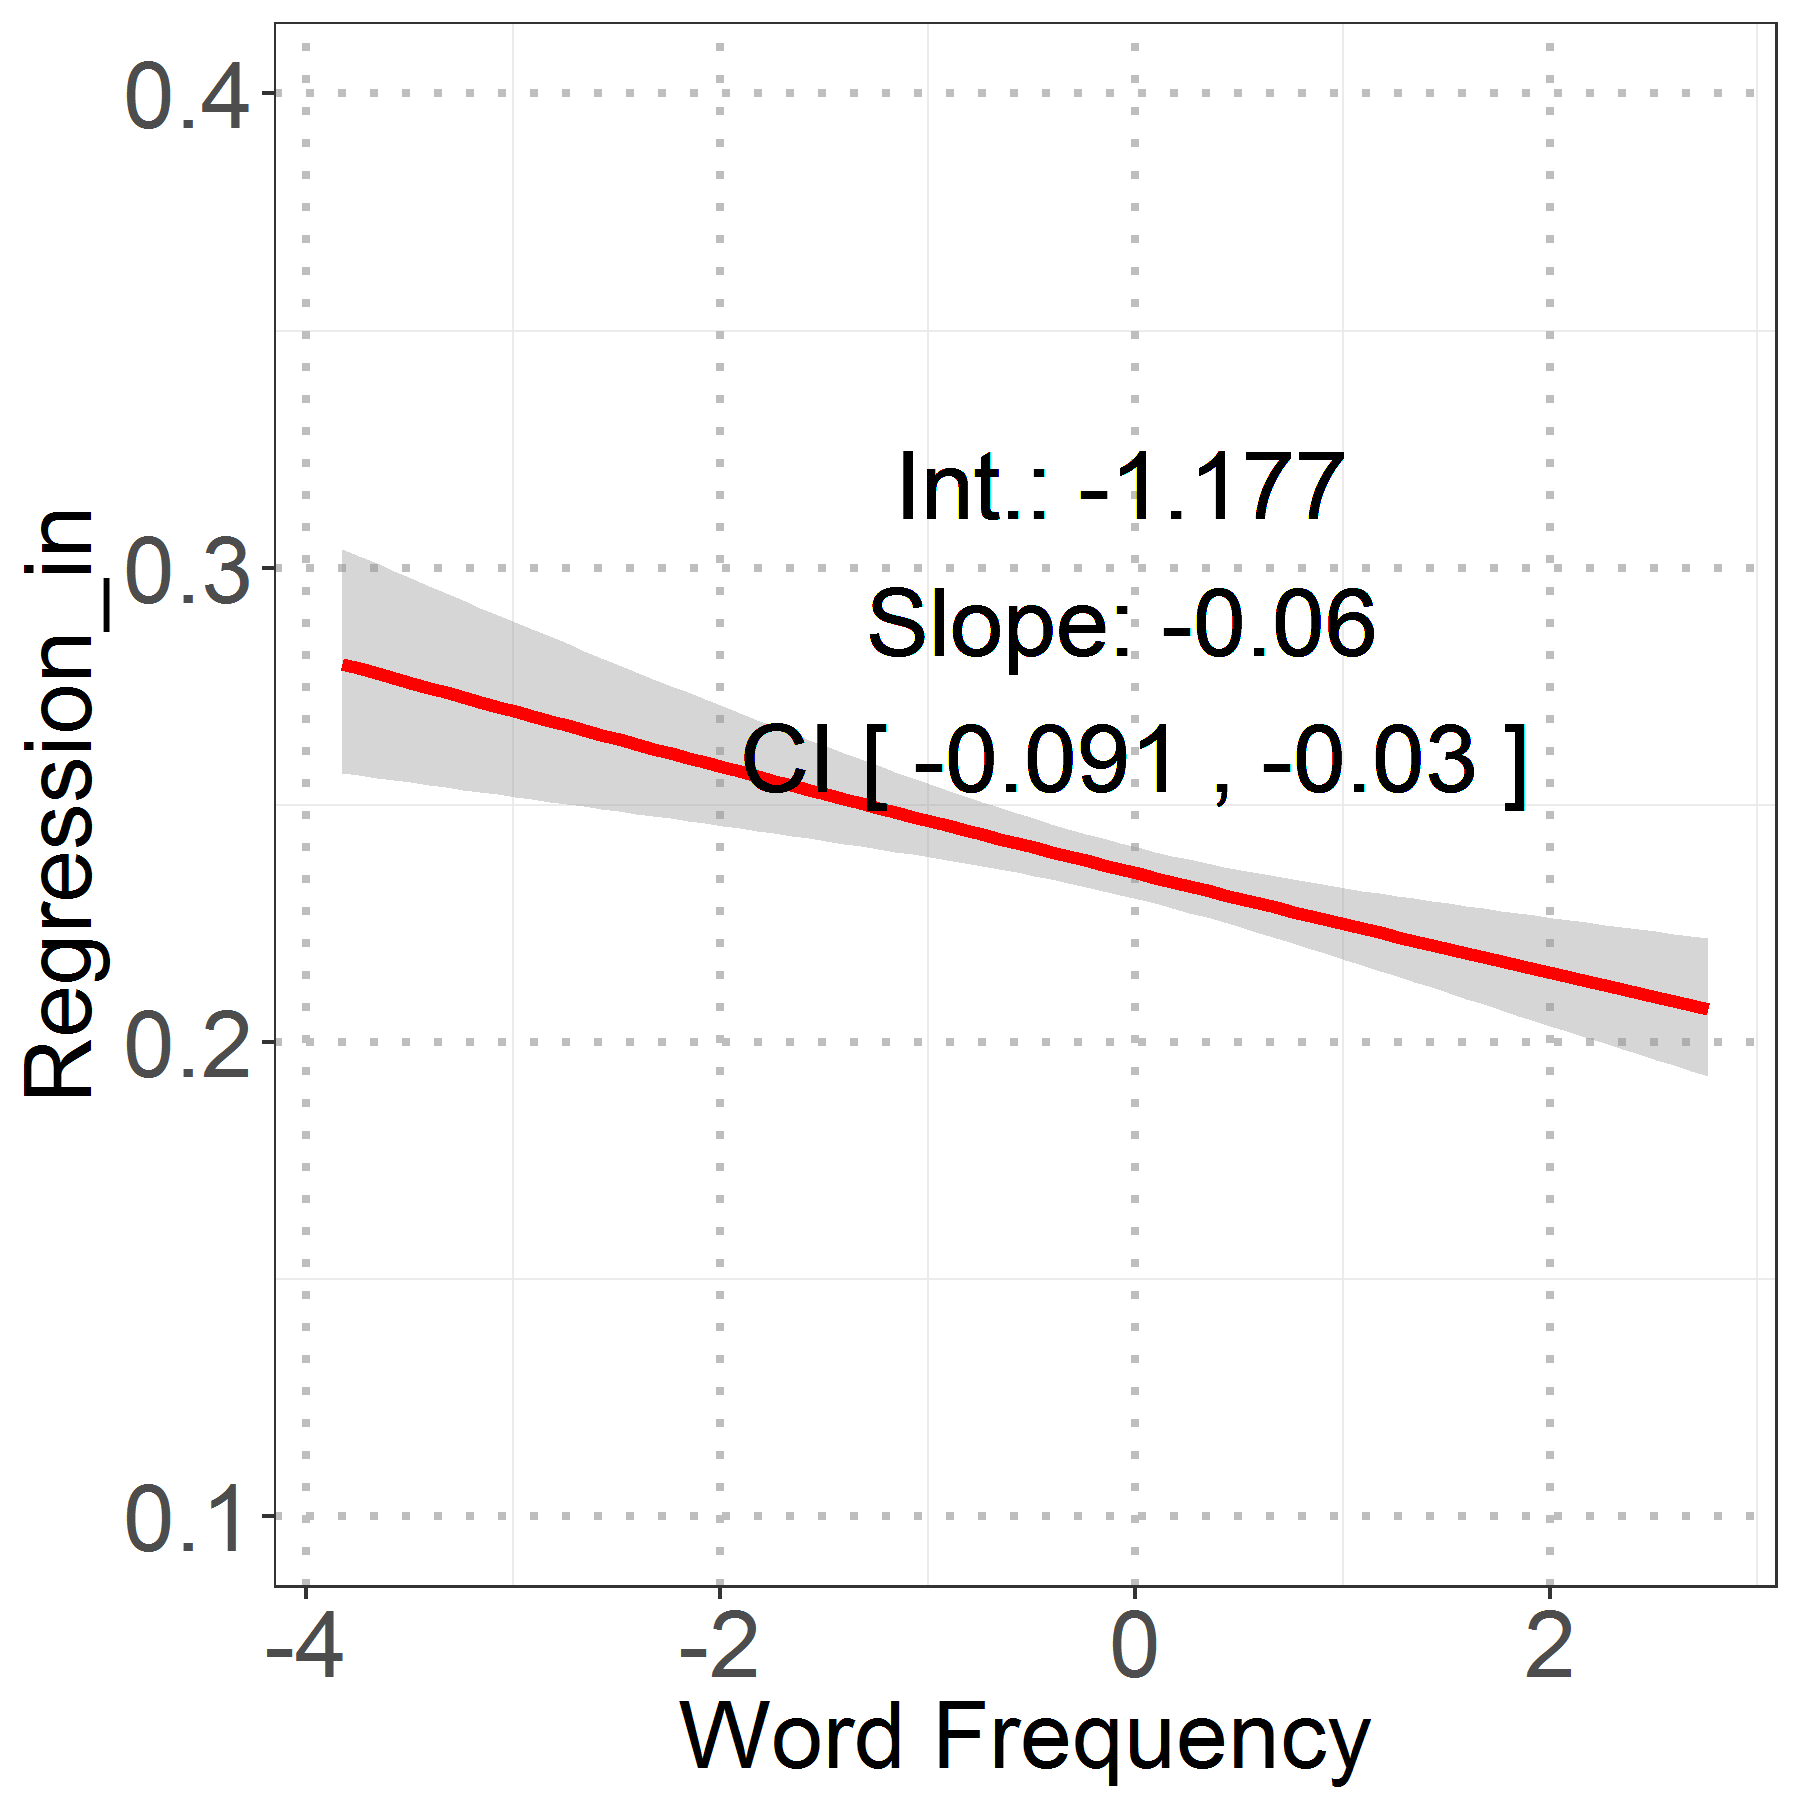 0.4
0.3
0.2
0.1
Regression_in
Int.: -1.177
Slope: -0.06
CI [ -0.091 , -0.03 ]
-4 -2 0 2
Word Frequency